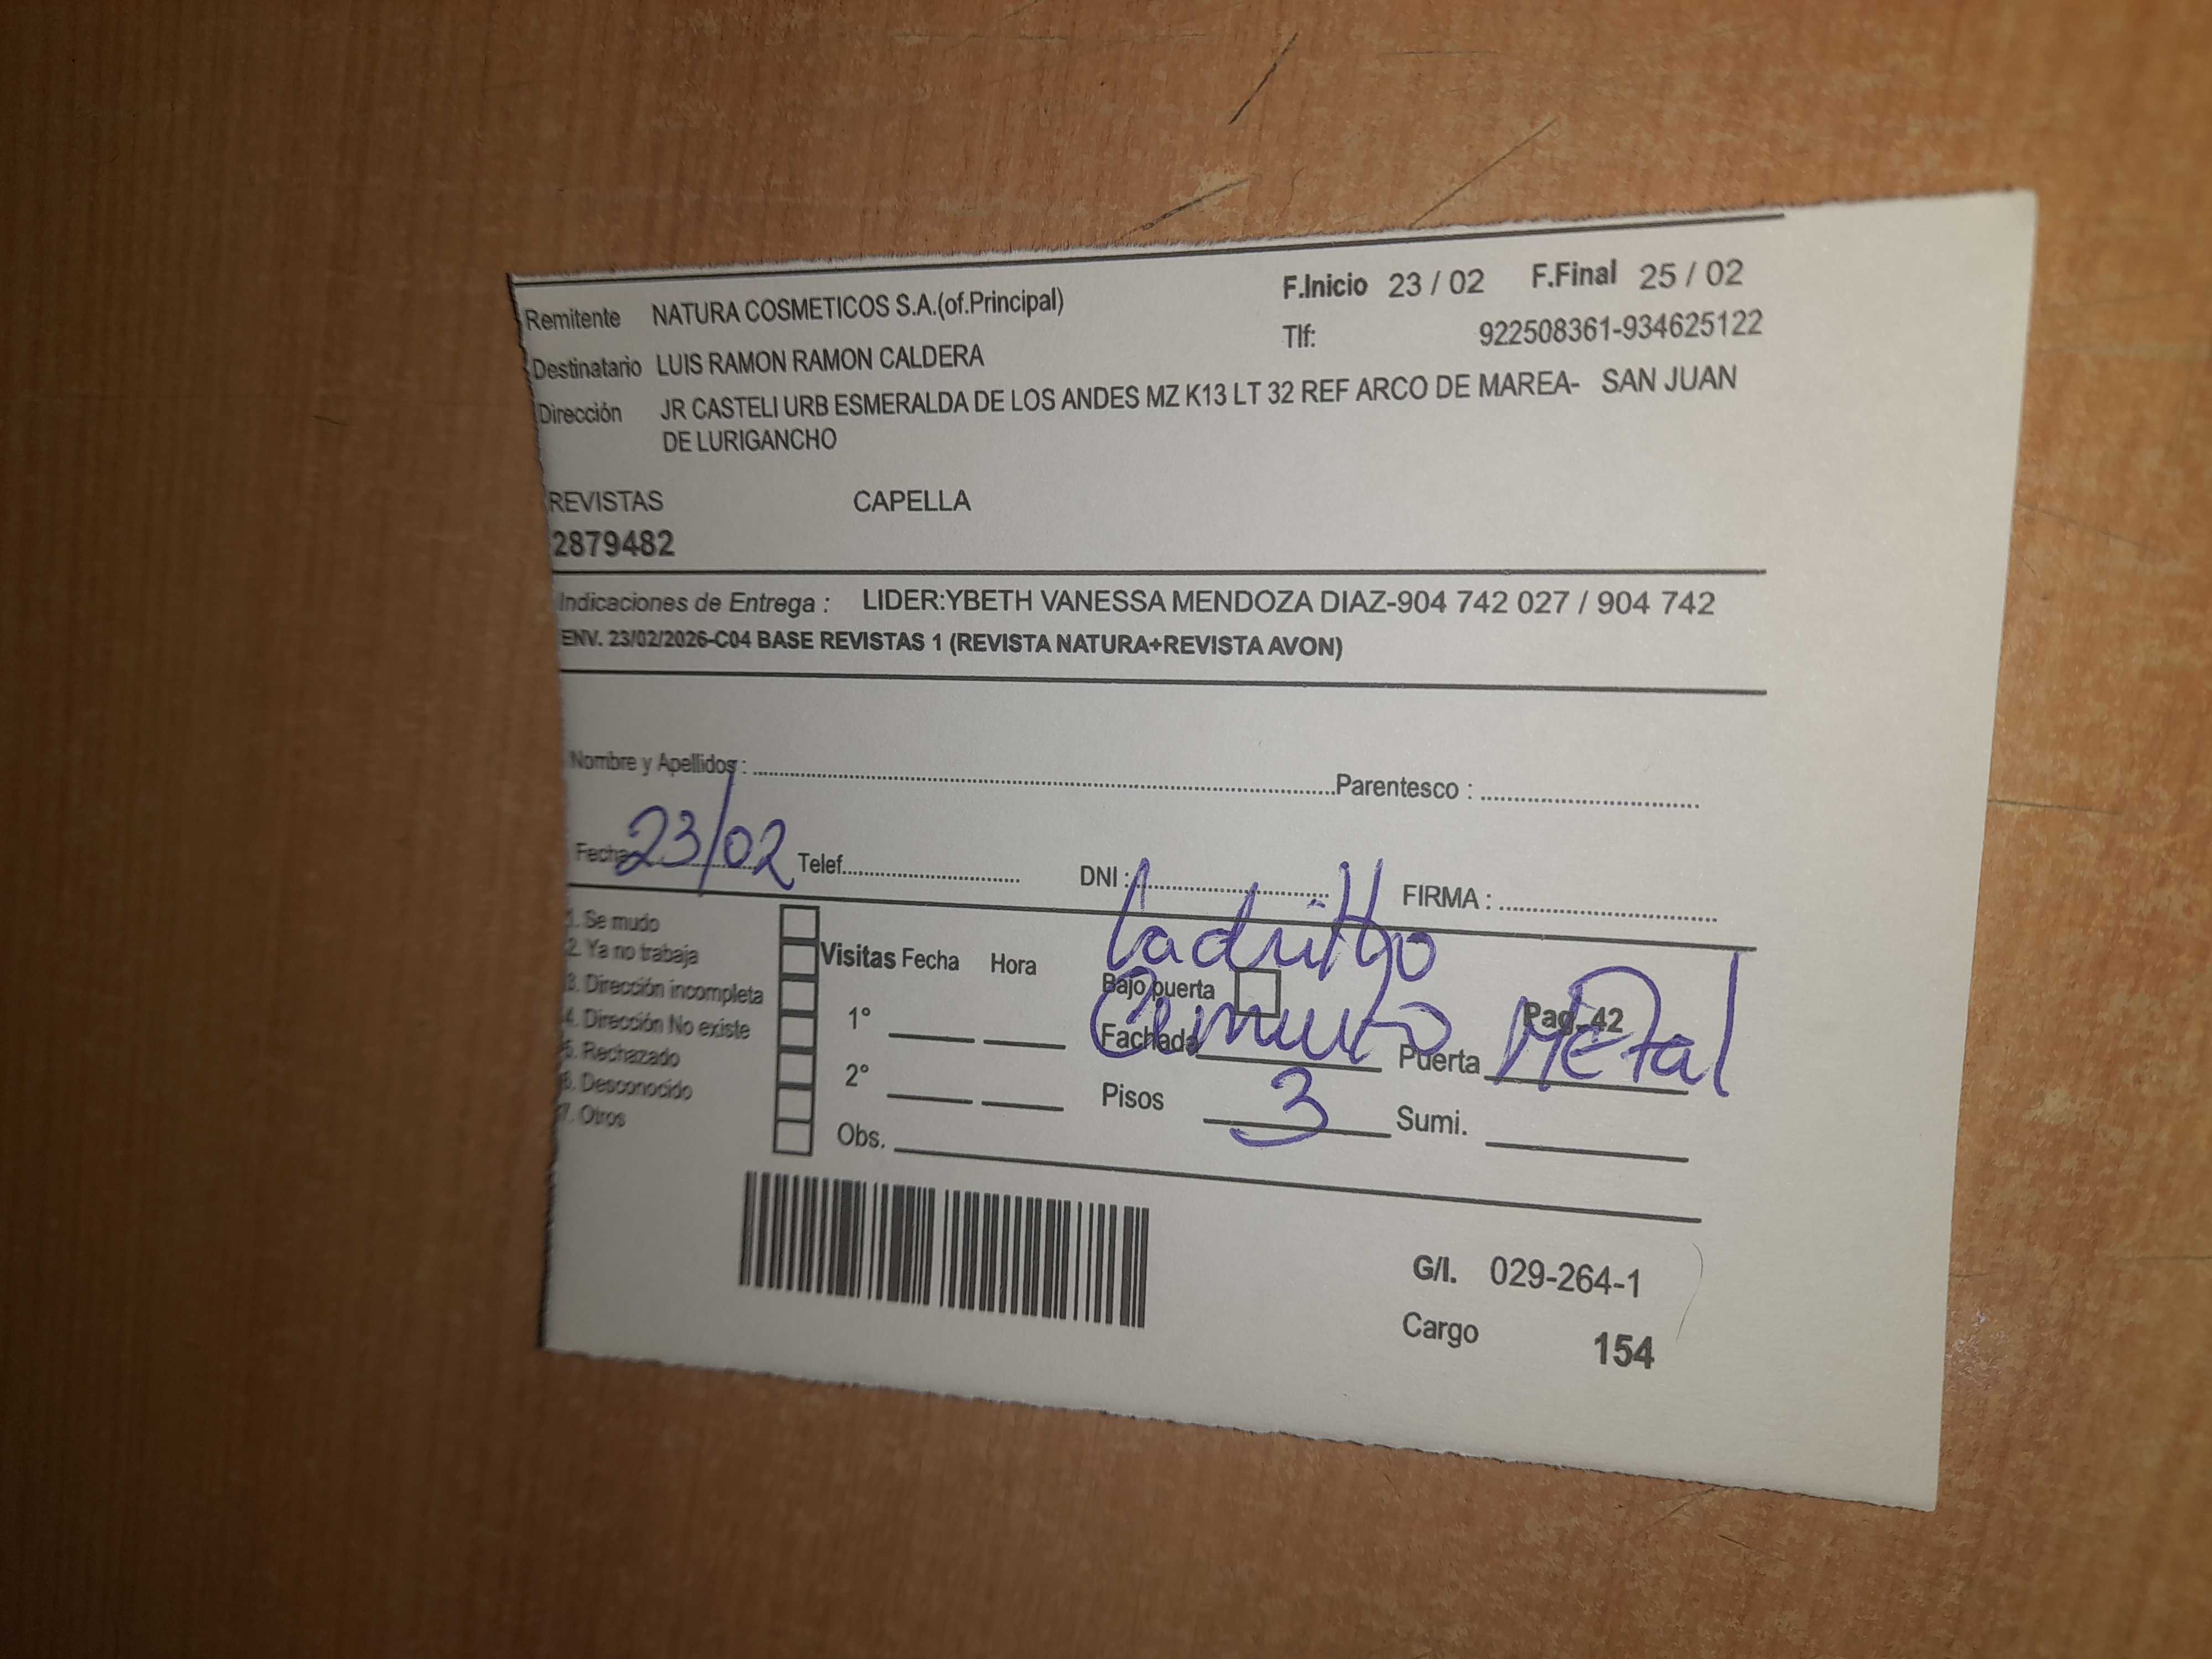 Remitente NATURA COSMETICOS S.A.(of.Principal) F.Inicio 23 / 02 F.Final 25 / 02
Tlf: 922508361-934625122
Destinatario LUIS RAMON RAMON CALDERA
Dirección JR CASTELI URB ESMERALDA DE LOS ANDES MZ K13 LT 32 REF ARCO DE MAREA- SAN JUAN
DE LURIGANCHO
REVISTAS CAPELLA
2879482
Indicaciones de Entrega : LIDER:YBETH VANESSA MENDOZA DIAZ-904 742 027 / 904 742
ENV. 23/02/2026-C04 BASE REVISTAS 1 (REVISTA NATURA+REVISTA AVON)
Nombre y Apellidos : Parentesco :
Fecha 23/02 Telef. DNI : FIRMA :
1. Se mudo
2. Ya no trabaja
3. Dirección incompleta
4. Dirección No existe
5. Rechazado
6. Desconocido
7. Otros
Visitas Fecha Hora
1°
2°
Obs.
Ladrillo
Bajo puerta Pag-42
Fachada Cemento Puerta Metal
Pisos 3 Sumi.
G/I. 029-264-1
Cargo 154